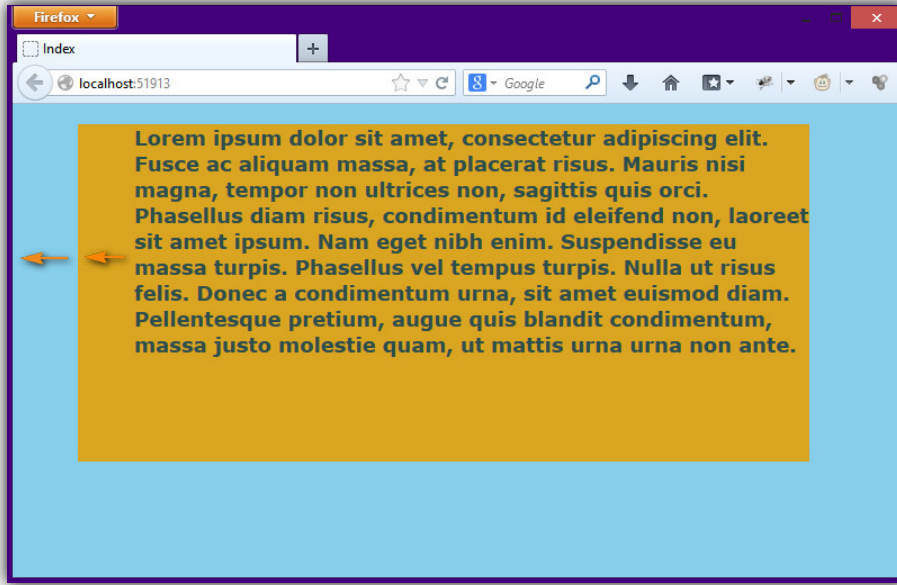 Firefox
Index
localhost:51913
8 Google
Lorem ipsum dolor sit amet, consectetur adipiscing elit.
Fusce ac aliquam massa, at placerat risus. Mauris nisi
magna, tempor non ultrices non, sagittis quis orci.
Phasellus diam risus, condimentum id eleifend non, laoreet
sit amet ipsum. Nam eget nibh enim. Suspendisse eu
massa turpis. Phasellus vel tempus turpis. Nulla ut risus
felis. Donec a condimentum urna, sit amet euismod diam.
Pellentesque pretium, augue quis blandit condimentum,
massa justo molestie quam, ut mattis urna urna non ante.